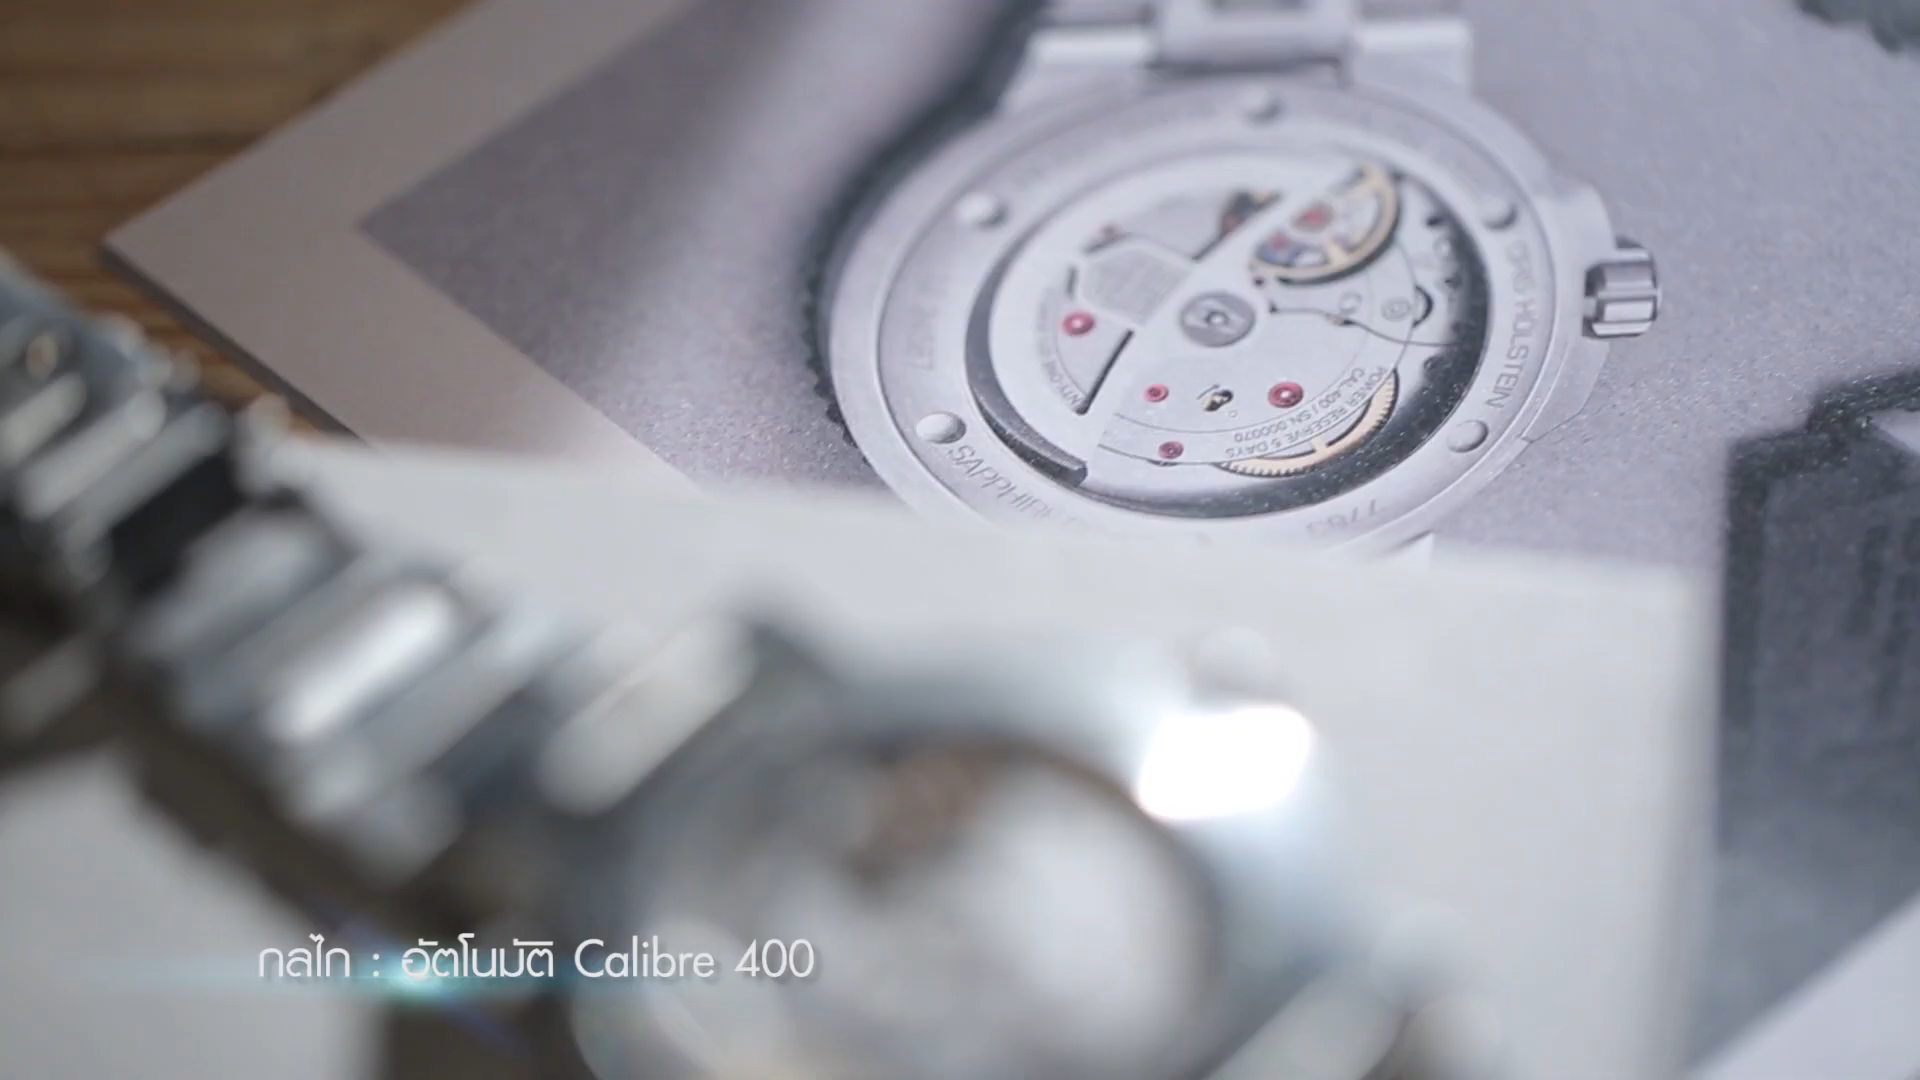 ORIS HÖLSTEIN
POWER RESERVE 5 DAYS
CAL.400 / SN 000070
SAPPHIRE
7763
กลไก : อัตโนมัติ Calibre 400